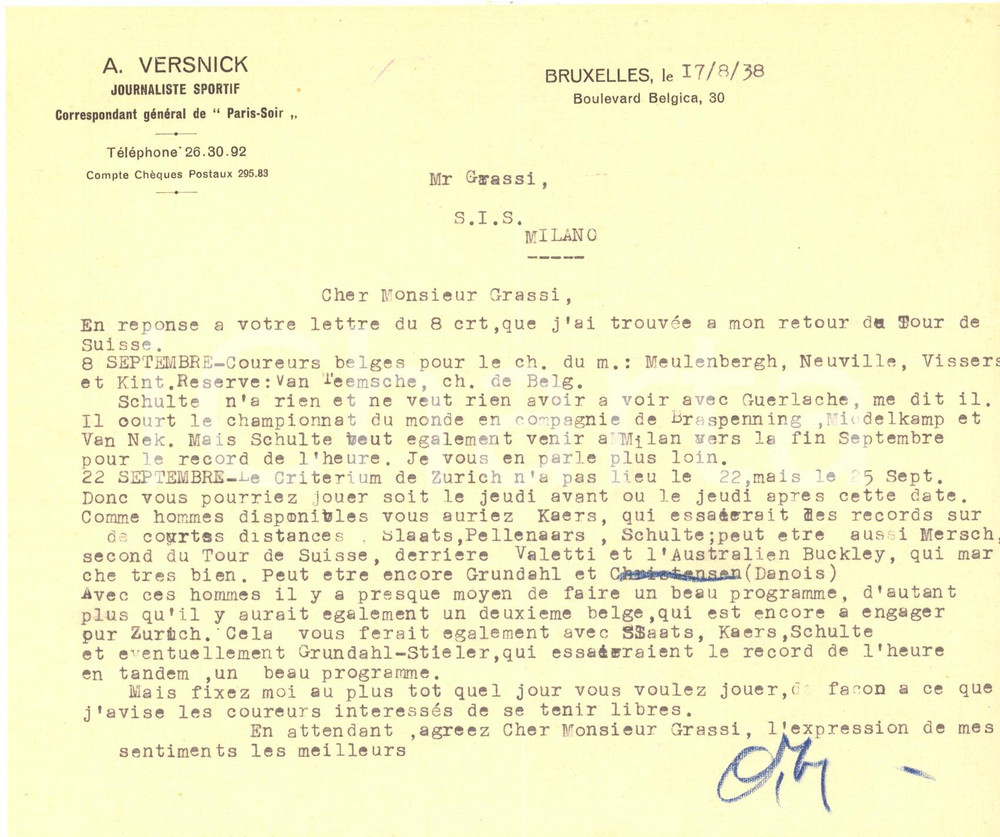 A. VERSNICK
JOURNALISTE SPORTIF
Correspondant général de “ Paris-Soir „
Téléphone 26.30.92
Compte Chèques Postaux 295.83
BRUXELLES, le 17/8/38
Boulevard Belgica, 30
Mr Grassi,
S.I.S.
MILANO
Cher Monsieur Grassi,
En reponse a votre lettre du 8 crt,que j'ai trouvée a mon retour du Tour de
Suisse.
8 SEPTEMBRE-Coureurs belges pour le ch. du m.: Meulenbergh, Neuville, Vissers
et Kint.Reserve:Van Teemsche, ch. de Belg.
Schulte n'a rien et ne veut rien avoir a voir avec Guerlache, me dit il.
Il court le championnat du monde en compagnie de Braspenning ,Middelkamp et
Van Nek. Mais Schulte veut egalement venir a Milan vers la fin Septembre
pour le record de l'heure. Je vous en parle plus loin.
22 SEPTEMBRE-Le Criterium de Zurich n'a pas lieu le 22,mais le 25 Sept.
Donc vous pourriez jouer soit le jeudi avant ou le jeudi apres cette date.
Comme hommes disponibles vous auriez Kaers, qui essaierait des records sur
de courtes distances . Slaats,Pellenaars , Schulte;peut etre aussi Mersch,
second du Tour de Suisse, derriere Valetti et l'Australien Buckley, qui mar
che tres bien. Peut etre encore Grundahl et Christensen(Danois)
Avec ces hommes il y a presque moyen de faire un beau programme, d'autant
plus qu'il y aurait egalement un deuxieme belge,qui est encore a engager
pur Zurich. Cela vous ferait egalement avec Slaats, Kaers,Schulte
et eventuellement Grundahl-Stieler,qui essaieraient le record de l'heure
en tandem ,un beau programme.
Mais fixez moi au plus tot quel jour vous voulez jouer,de facon a ce que
j'avise les coureurs interessés de se tenir libres.
En attendant ,agreez Cher Monsieur Grassi, l'expression de mes
sentiments les meilleurs